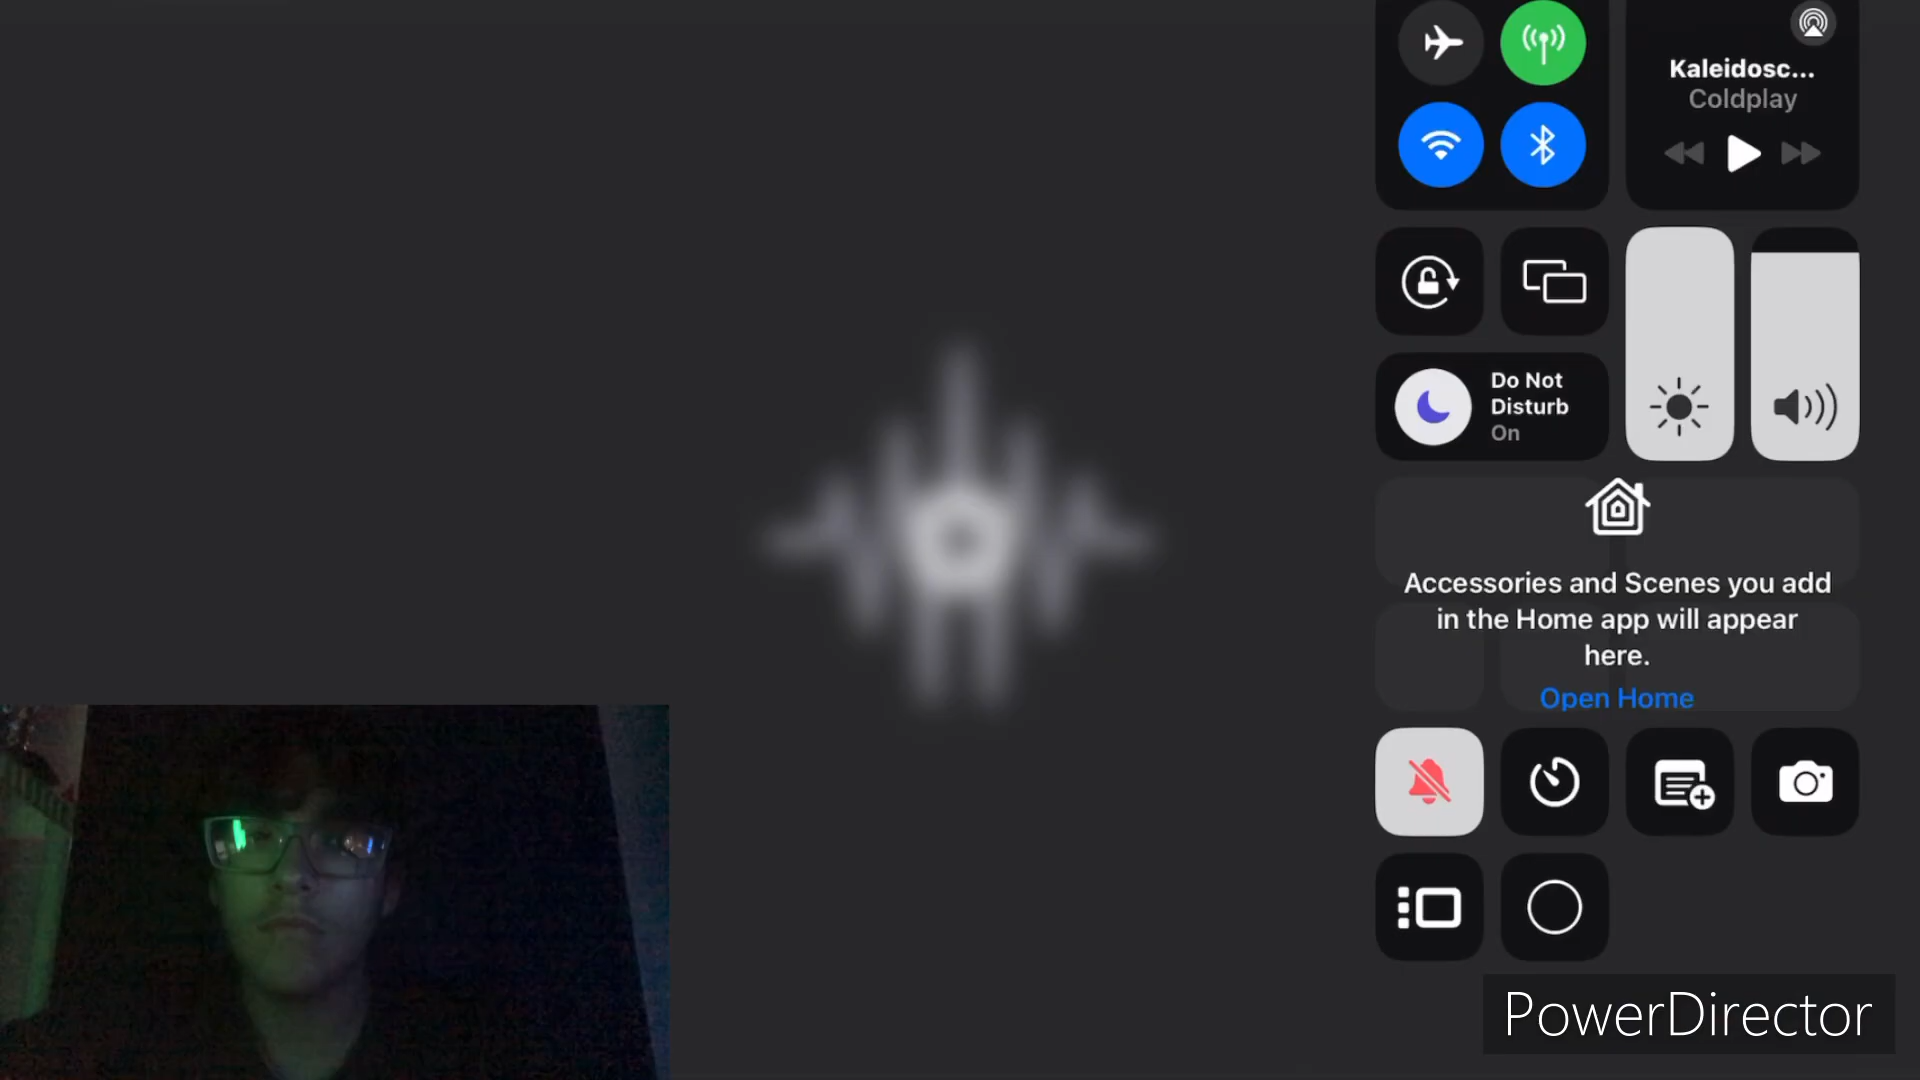 Kaleidosc...
Coldplay
Do Not
Disturb
On
Accessories and Scenes you add
in the Home app will appear
here.
Open Home
PowerDirector